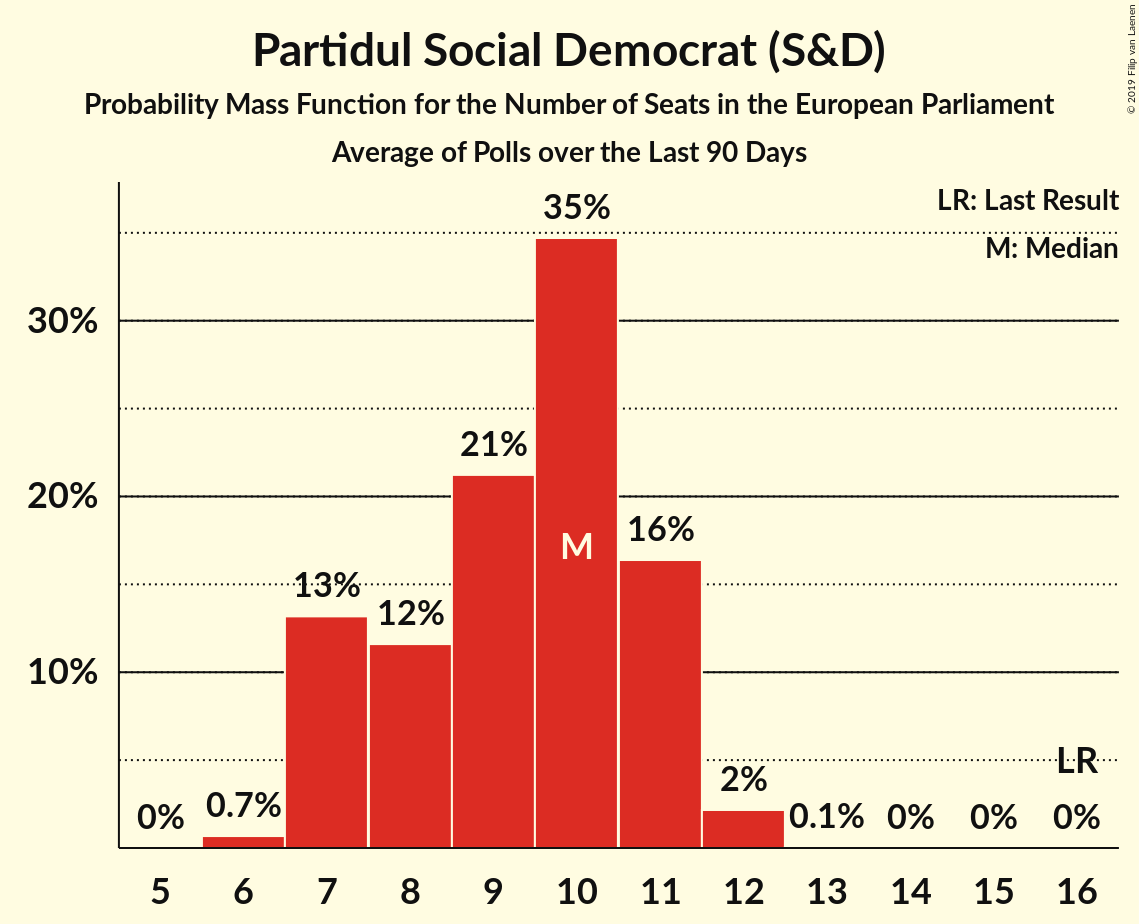 Partidul Social Democrat (S&D)
Probability Mass Function for the Number of Seats in the European Parliament
Average of Polls over the Last 90 Days
© 2019 Filip van Laenen
LR: Last Result
M: Median
35%
30%
21%
20%
16%
M
13%
12%
10%
LR
2%
0%
0.7%
0.1%
0%
0%
0%
5 6 7 8 9 10 11 12 13 14 15 16